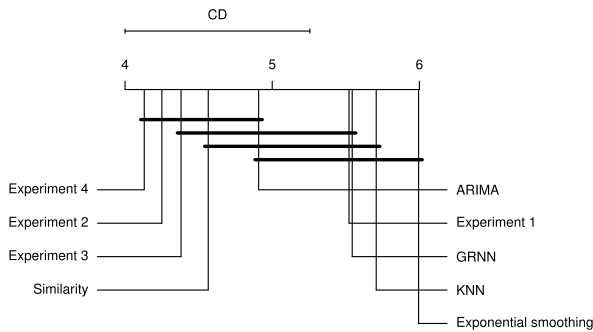 CD
4 5 6
Experiment 4 ARIMA
Experiment 2 Experiment 1
Experiment 3 GRNN
Similarity KNN
Exponential smoothing